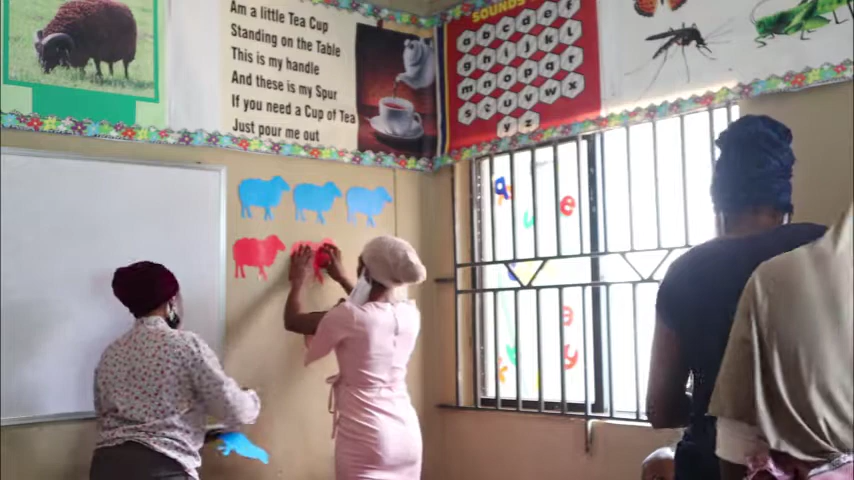 Am a little Tea Cup
Standing on the Table
This is my handle
And these is my Spur
If you need a Cup of Tea
Just pour me out
SOUNDS
a b c d e f
g h i j k l
m n o p q r
s t u v w x
y z
e